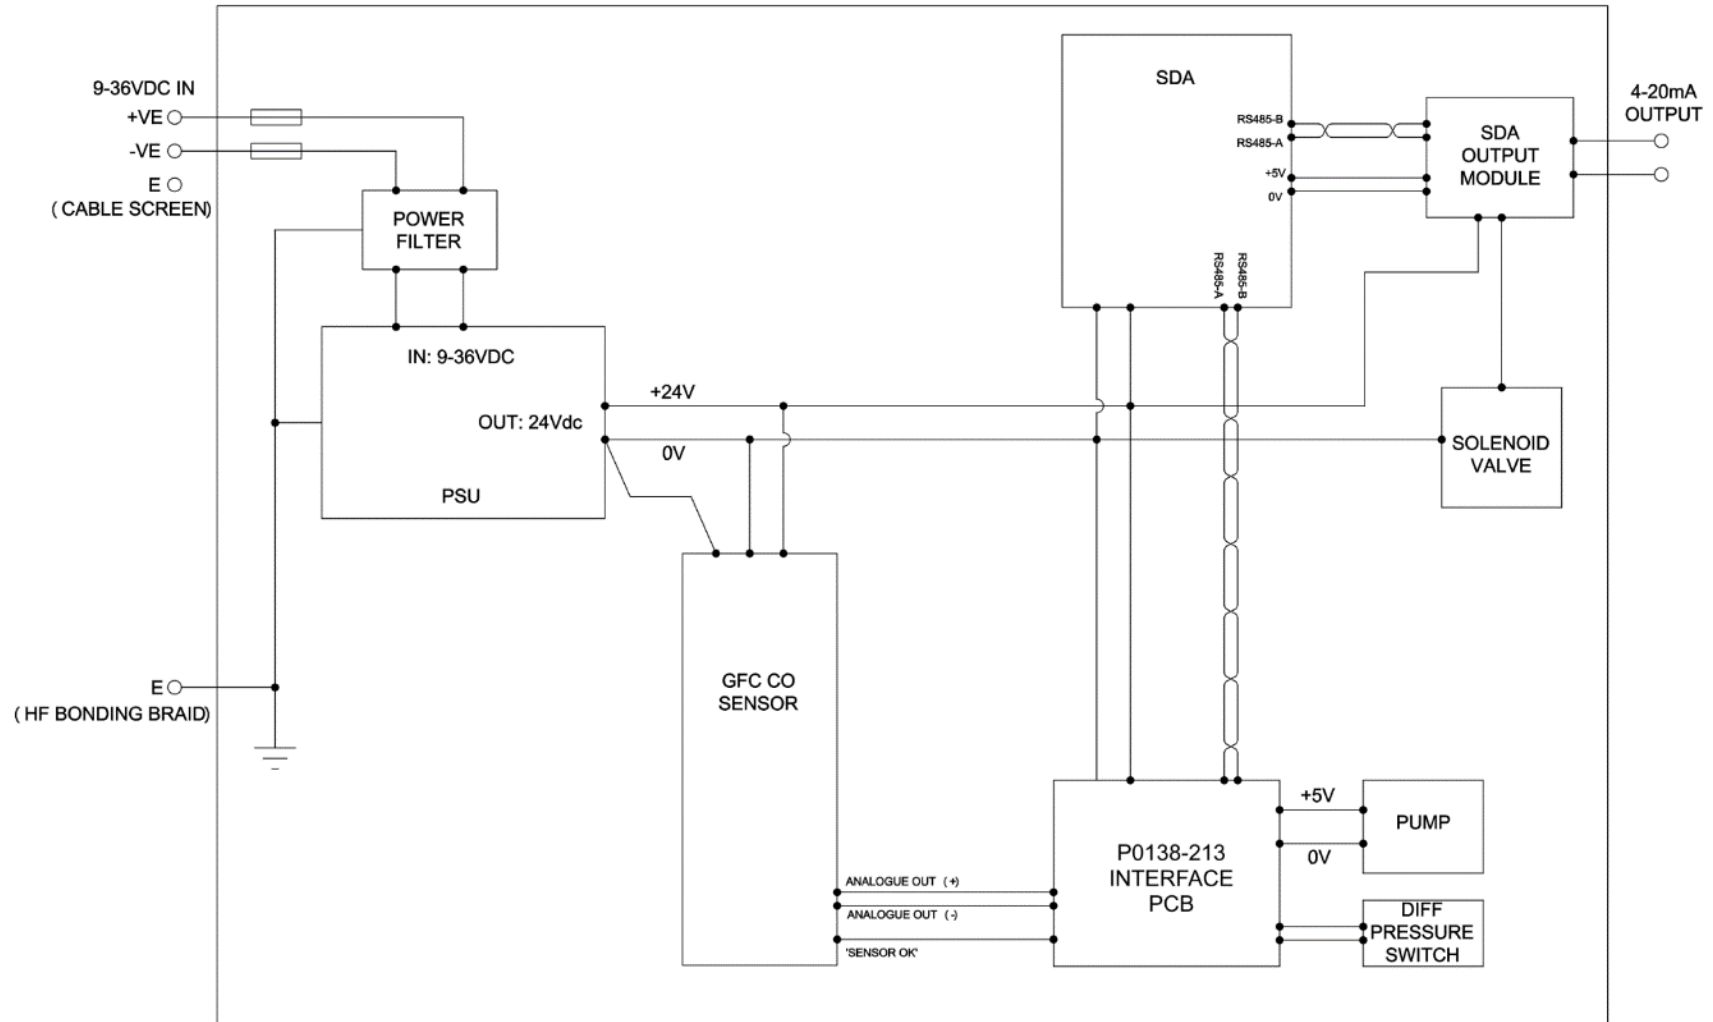 9-36VDC IN
+VE
-VE
E
( CABLE SCREEN)
POWER
FILTER
IN: 9-36VDC
OUT: 24Vdc
PSU
+24V
0V
E
( HF BONDING BRAID)
SDA
RS485-B
RS485-A
+5V
0V
RS485-A
RS485-B
SDA
OUTPUT
MODULE
4-20mA
OUTPUT
SOLENOID
VALVE
GFC CO
SENSOR
ANALOGUE OUT (+)
ANALOGUE OUT (-)
'SENSOR OK'
P0138-213
INTERFACE
PCB
+5V
0V
PUMP
DIFF
PRESSURE
SWITCH